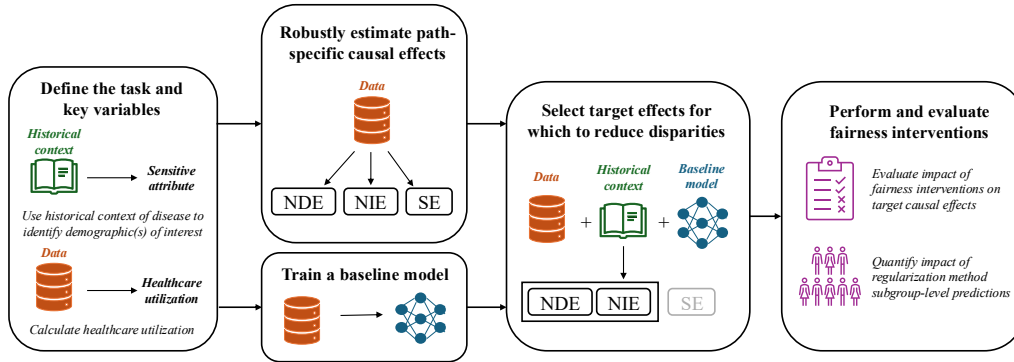 Define the task and
key variables
Historical
context
Sensitive
attribute
Use historical context of disease to
identify demographic(s) of interest
Data
Healthcare
utilization
Calculate healthcare utilization
Robustly estimate path-
specific causal effects
Data
NDE
NIE
SE
Train a baseline model
Select target effects for
which to reduce disparities
Data
Historical
context
Baseline
model
+
+
NDE
NIE
SE
Perform and evaluate
fairness interventions
Evaluate impact of
fairness interventions on
target causal effects
Quantify impact of
regularization method
subgroup-level predictions